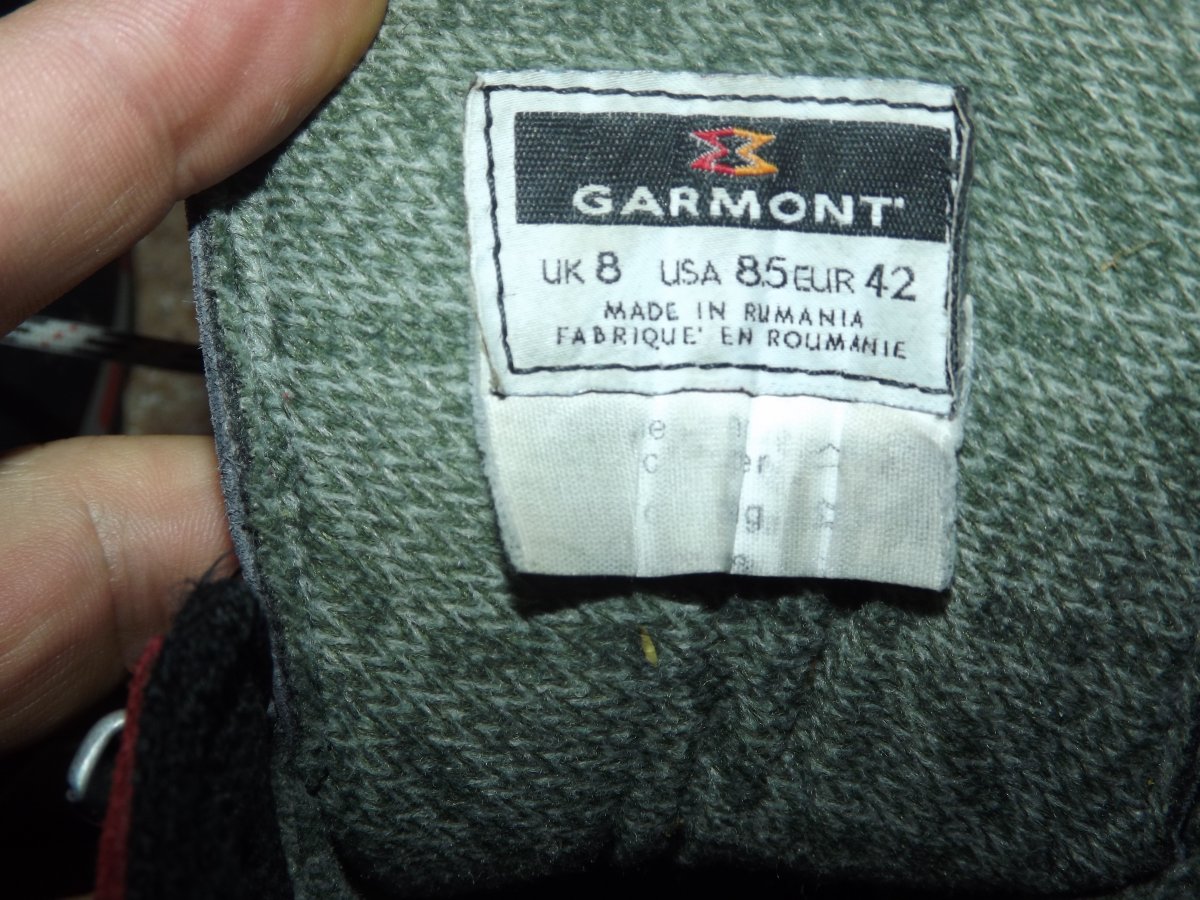 GARMONT
UK 8 USA 8.5 EUR 42
MADE IN RUMANIA
FABRIQUE' EN ROUMANIE